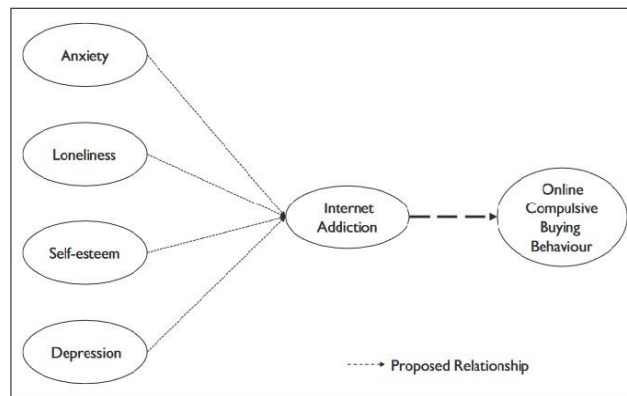 Anxiety
Loneliness
Self-esteem
Depression
Internet
Addiction
Online
Compulsive
Buying
Behaviour
Proposed Relationship